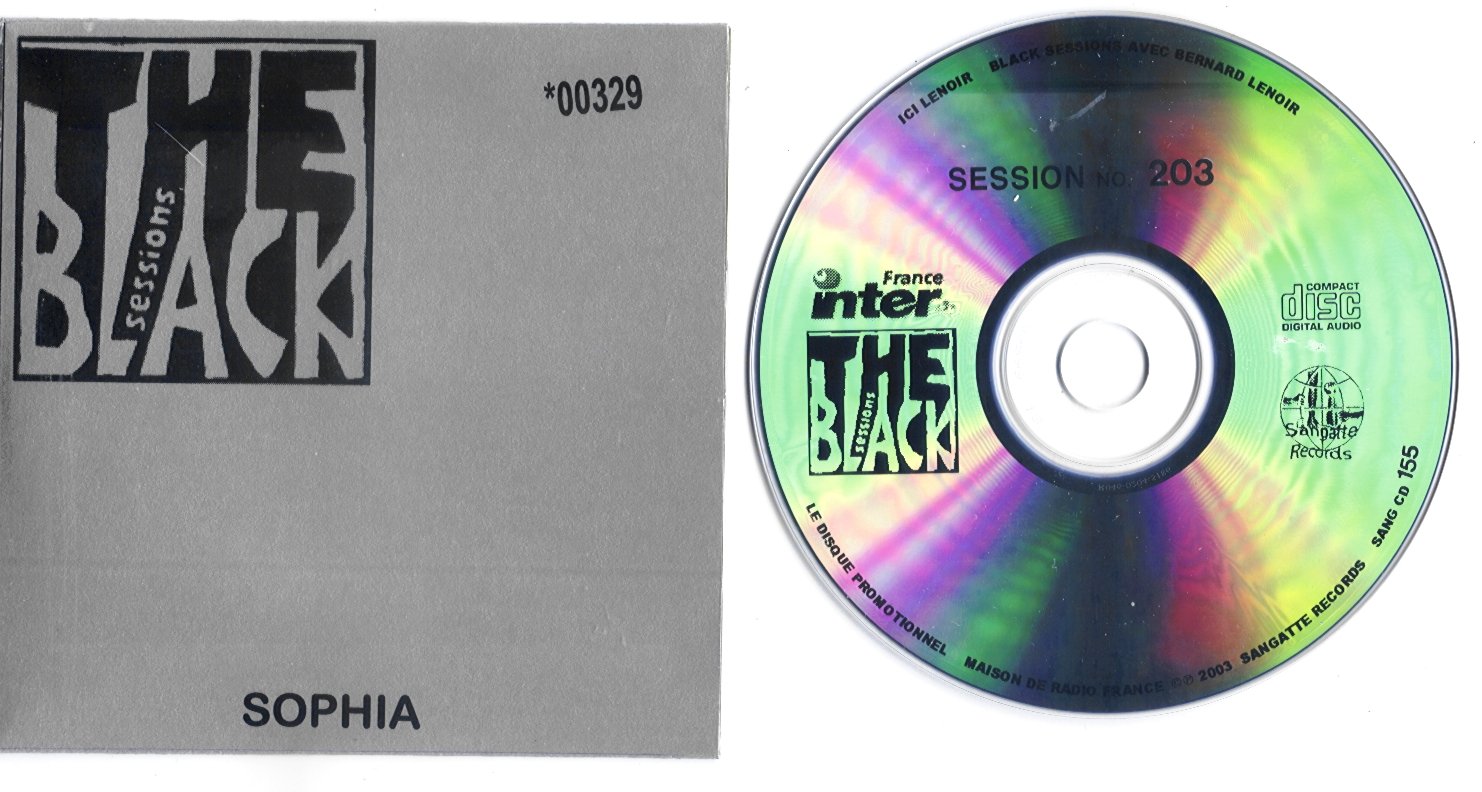 THE
BLACK
sessions
*00329
SOPHIA
ICI LENOIR BLACK SESSIONS AVEC BERNARD LENOIR
SESSION NO. 203
France
inter
THE
BLACK
sessions
COMPACT
disc
DIGITAL AUDIO
Sangatte
Records
LE DISQUE PROMOTIONNEL MAISON DE RADIO FRANCE ©℗ 2003 SANGATTE RECORDS SANG CD 155